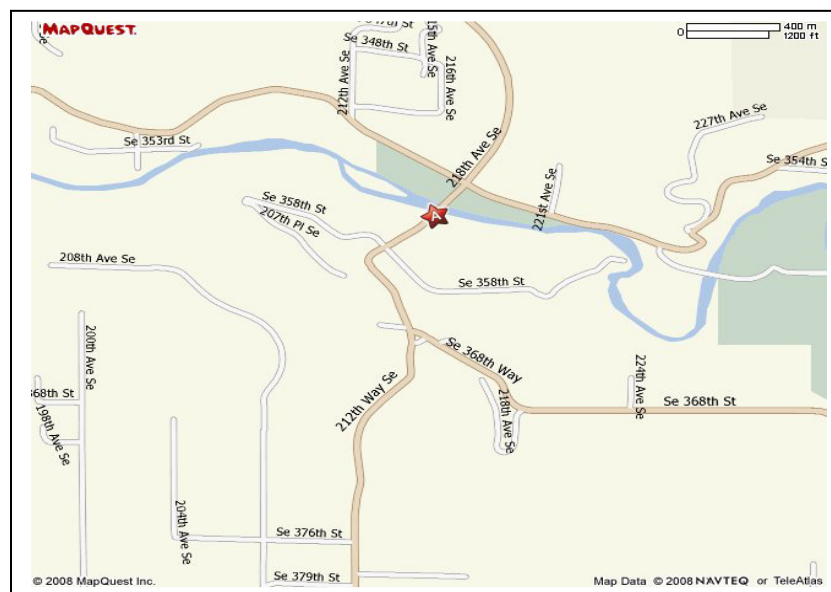 MAPQUEST.
0
400 m
1200 ft
Se 348th St
212th Ave Se
216th Ave Se
218th Ave Se
227th Ave Se
Se 353rd St
Se 354th S
221st Ave Se
A
Se 358th St
207th Pl Se
208th Ave Se
Se 358th St
200th Ave Se
Se 368th Way
224th Ave Se
368th St
198th Ave Se
212th Way Se
218th Ave Se
Se 368th St
204th Ave Se
Se 376th St
Se 379th St
© 2008 MapQuest Inc.
Map Data © 2008 NAVTEQ or TeleAtlas